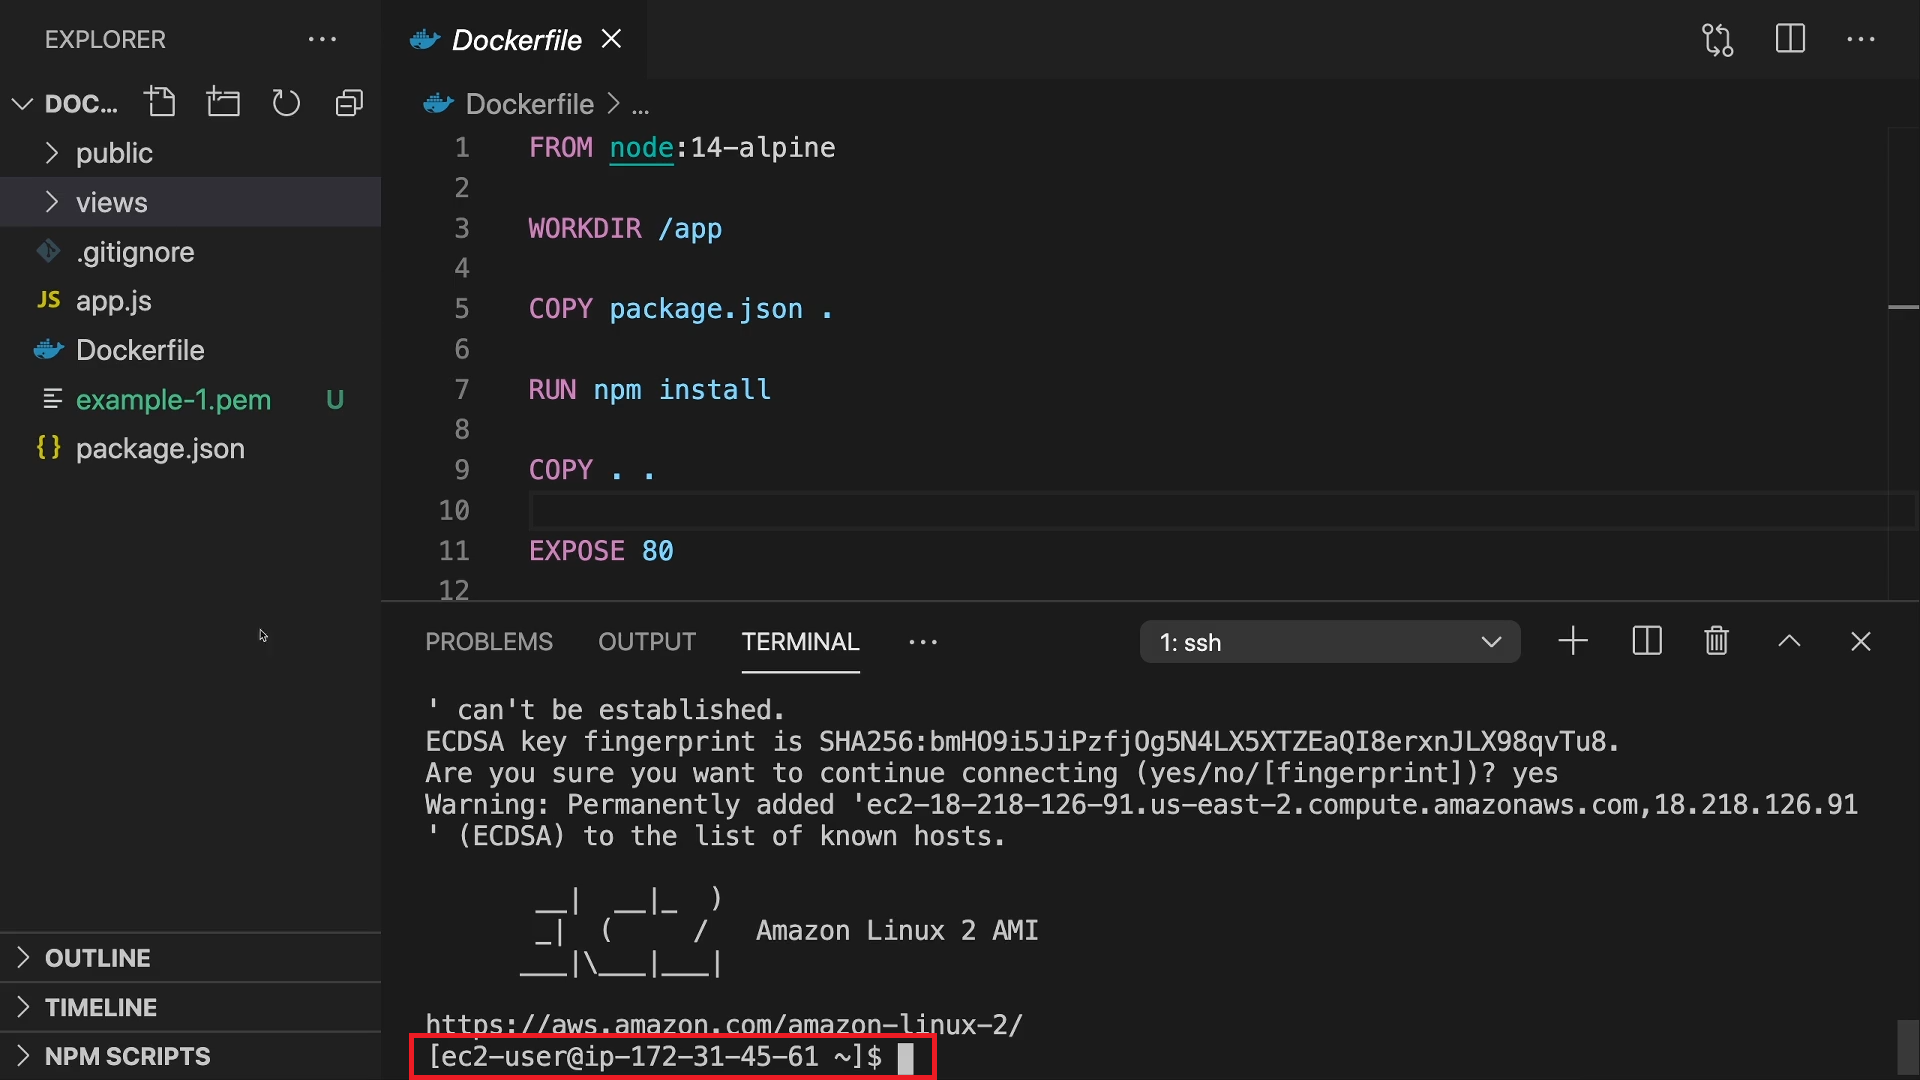 EXPLORER
DOC...
public
views
.gitignore
JS app.js
Dockerfile
example-1.pem U
{} package.json
OUTLINE
TIMELINE
NPM SCRIPTS
Dockerfile
Dockerfile > ...
1 FROM node:14-alpine
2
3 WORKDIR /app
4
5 COPY package.json .
6
7 RUN npm install
8
9 COPY . .
10
11 EXPOSE 80
12
PROBLEMS OUTPUT TERMINAL ... 1: ssh
' can't be established.
ECDSA key fingerprint is SHA256:bmHO9i5JiPzfjOg5N4LX5XTZEaQI8erxnJLX98qvTu8.
Are you sure you want to continue connecting (yes/no/[fingerprint])? yes
Warning: Permanently added 'ec2-18-218-126-91.us-east-2.compute.amazonaws.com,18.218.126.91
' (ECDSA) to the list of known hosts.
__|  __|_  )
_|  (     /   Amazon Linux 2 AMI
___|\___|___|
https://aws.amazon.com/amazon-linux-2/
[ec2-user@ip-172-31-45-61 ~]$